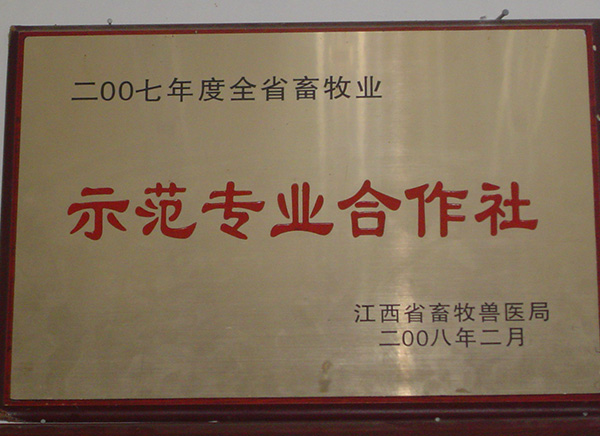 二00七年度全省畜牧业
示范专业合作社
江西省畜牧兽医局
二00八年二月